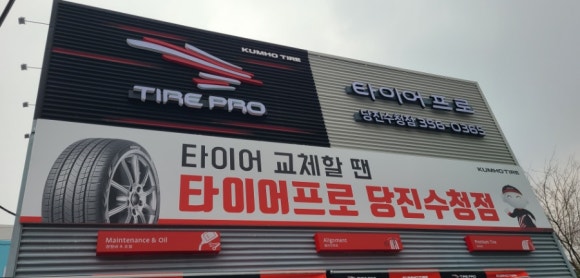 KUMHO TIRE
TIRE PRO
타이어프로
당진수청점 396-0365
타이어 교체할 땐
타이어프로 당진수청점
KUMHO TIRE
Maintenance & Oil
Alignment